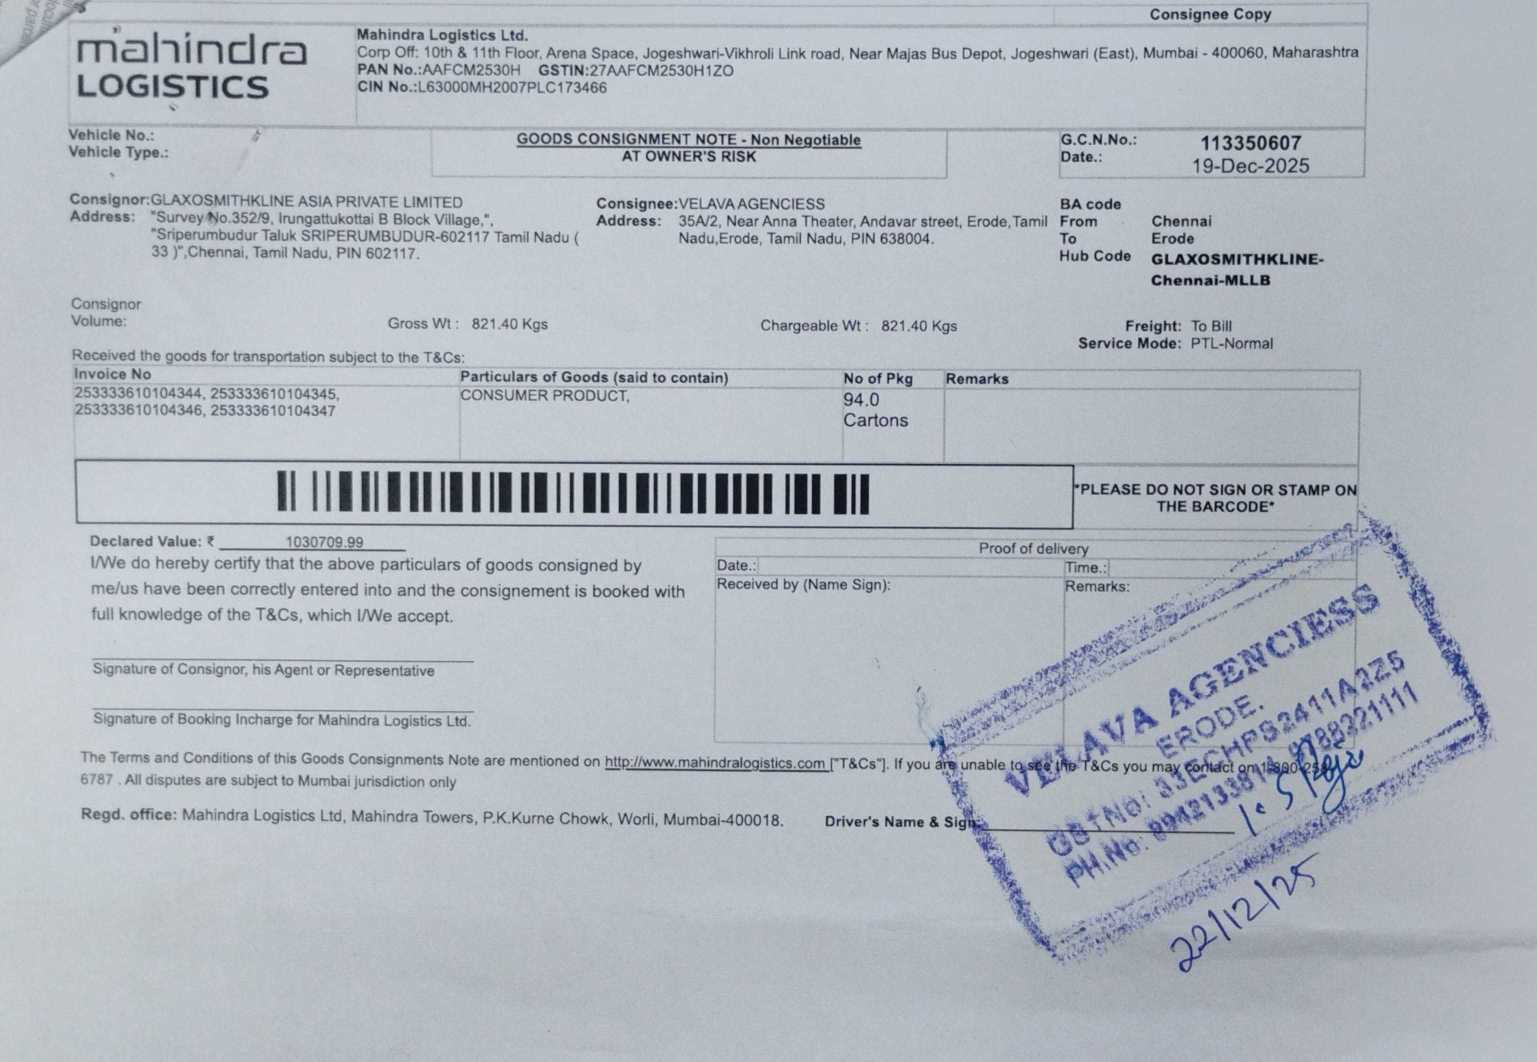 Consignee Copy
mahindra
LOGISTICS
Mahindra Logistics Ltd.
Corp Off: 10th & 11th Floor, Arena Space, Jogeshwari-Vikhroli Link road, Near Majas Bus Depot, Jogeshwari (East), Mumbai - 400060, Maharashtra
PAN No.:AAFCM2530H GSTIN:27AAFCM2530H1ZO
CIN No.:L63000MH2007PLC173466
Vehicle No.:
Vehicle Type.:
GOODS CONSIGNMENT NOTE - Non Negotiable
AT OWNER'S RISK
G.C.N.No.: 113350607
Date.: 19-Dec-2025
Consignor:GLAXOSMITHKLINE ASIA PRIVATE LIMITED
Address: "Survey No.352/9, Irungattukottai B Block Village,",
"Sriperumbudur Taluk SRIPERUMBUDUR-602117 Tamil Nadu (
33 )",Chennai, Tamil Nadu, PIN 602117.
Consignee:VELAVA AGENCIESS
Address: 35A/2, Near Anna Theater, Andavar street, Erode,Tamil
Nadu,Erode, Tamil Nadu, PIN 638004.
BA code
From Chennai
To Erode
Hub Code GLAXOSMITHKLINE-
Chennai-MLLB
Consignor
Volume:
Gross Wt : 821.40 Kgs
Chargeable Wt : 821.40 Kgs
Freight: To Bill
Service Mode: PTL-Normal
Received the goods for transportation subject to the T&Cs:
Invoice No Particulars of Goods (said to contain) No of Pkg Remarks
253333610104344, 253333610104345,
253333610104346, 253333610104347
CONSUMER PRODUCT,
94.0
Cartons
*PLEASE DO NOT SIGN OR STAMP ON
THE BARCODE*
Declared Value: ₹ 1030709.99
I/We do hereby certify that the above particulars of goods consigned by
me/us have been correctly entered into and the consignement is booked with
full knowledge of the T&Cs, which I/We accept.
Signature of Consignor, his Agent or Representative
Signature of Booking Incharge for Mahindra Logistics Ltd.
Proof of delivery
Date.: Time.:
Received by (Name Sign): Remarks:
VELAVA AGENCIESS
ERODE.
GSTNo: 33ECHPS2411A2Z5
PH.No: 8321111
The Terms and Conditions of this Goods Consignments Note are mentioned on http://www.mahindralogistics.com ["T&Cs"]. If you are unable to see the T&Cs you may contact on 1-800-258-
6787 . All disputes are subject to Mumbai jurisdiction only
Regd. office: Mahindra Logistics Ltd, Mahindra Towers, P.K.Kurne Chowk, Worli, Mumbai-400018.
Driver's Name & Sign:
22/12/25